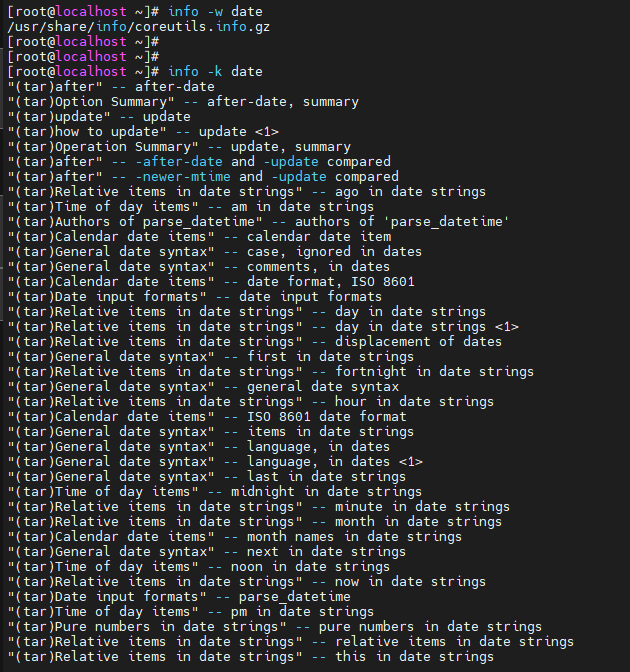 [root@localhost ~]# info -w date
/usr/share/info/coreutils.info.gz
[root@localhost ~]#
[root@localhost ~]#
[root@localhost ~]# info -k date
"(tar)after" -- after-date
"(tar)Option Summary" -- after-date, summary
"(tar)update" -- update
"(tar)how to update" -- update <1>
"(tar)Operation Summary" -- update, summary
"(tar)after" -- -after-date and -update compared
"(tar)after" -- -newer-mtime and -update compared
"(tar)Relative items in date strings" -- ago in date strings
"(tar)Time of day items" -- am in date strings
"(tar)Authors of parse_datetime" -- authors of 'parse_datetime'
"(tar)Calendar date items" -- calendar date item
"(tar)General date syntax" -- case, ignored in dates
"(tar)General date syntax" -- comments, in dates
"(tar)Calendar date items" -- date format, ISO 8601
"(tar)Date input formats" -- date input formats
"(tar)Relative items in date strings" -- day in date strings
"(tar)Relative items in date strings" -- day in date strings <1>
"(tar)Relative items in date strings" -- displacement of dates
"(tar)General date syntax" -- first in date strings
"(tar)Relative items in date strings" -- fortnight in date strings
"(tar)General date syntax" -- general date syntax
"(tar)Relative items in date strings" -- hour in date strings
"(tar)Calendar date items" -- ISO 8601 date format
"(tar)General date syntax" -- items in date strings
"(tar)General date syntax" -- language, in dates
"(tar)General date syntax" -- language, in dates <1>
"(tar)General date syntax" -- last in date strings
"(tar)Time of day items" -- midnight in date strings
"(tar)Relative items in date strings" -- minute in date strings
"(tar)Relative items in date strings" -- month in date strings
"(tar)Calendar date items" -- month names in date strings
"(tar)General date syntax" -- next in date strings
"(tar)Time of day items" -- noon in date strings
"(tar)Relative items in date strings" -- now in date strings
"(tar)Date input formats" -- parse_datetime
"(tar)Time of day items" -- pm in date strings
"(tar)Pure numbers in date strings" -- pure numbers in date strings
"(tar)Relative items in date strings" -- relative items in date strings
"(tar)Relative items in date strings" -- this in date strings